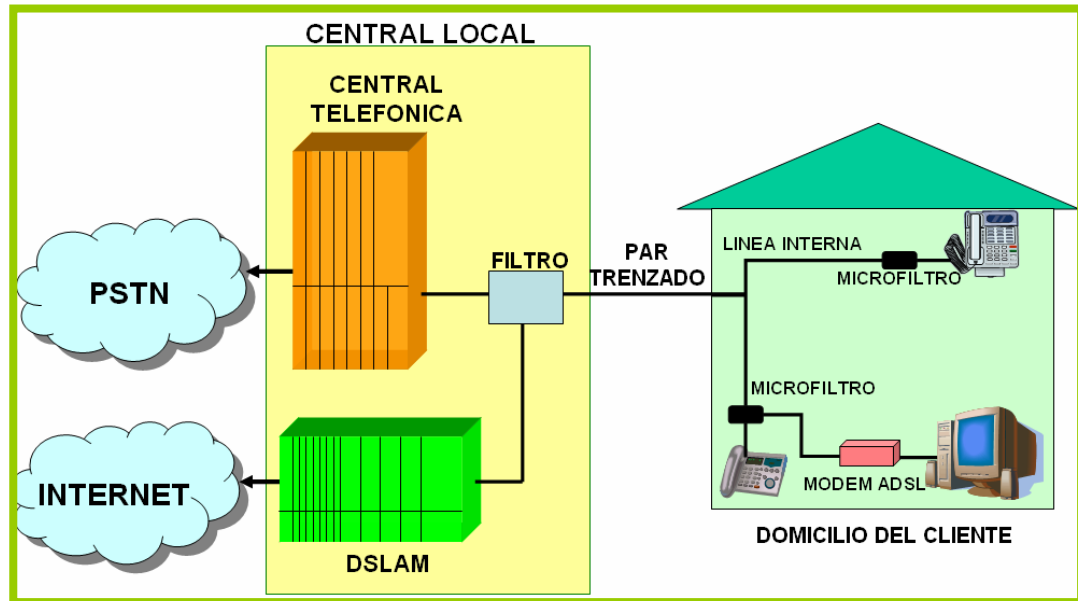 CENTRAL LOCAL
CENTRAL
TELEFONICA
PSTN
FILTRO
PAR
TRENZADO
LINEA INTERNA
MICROFILTRO
MICROFILTRO
INTERNET
MODEM ADSL
DSLAM
DOMICILIO DEL CLIENTE